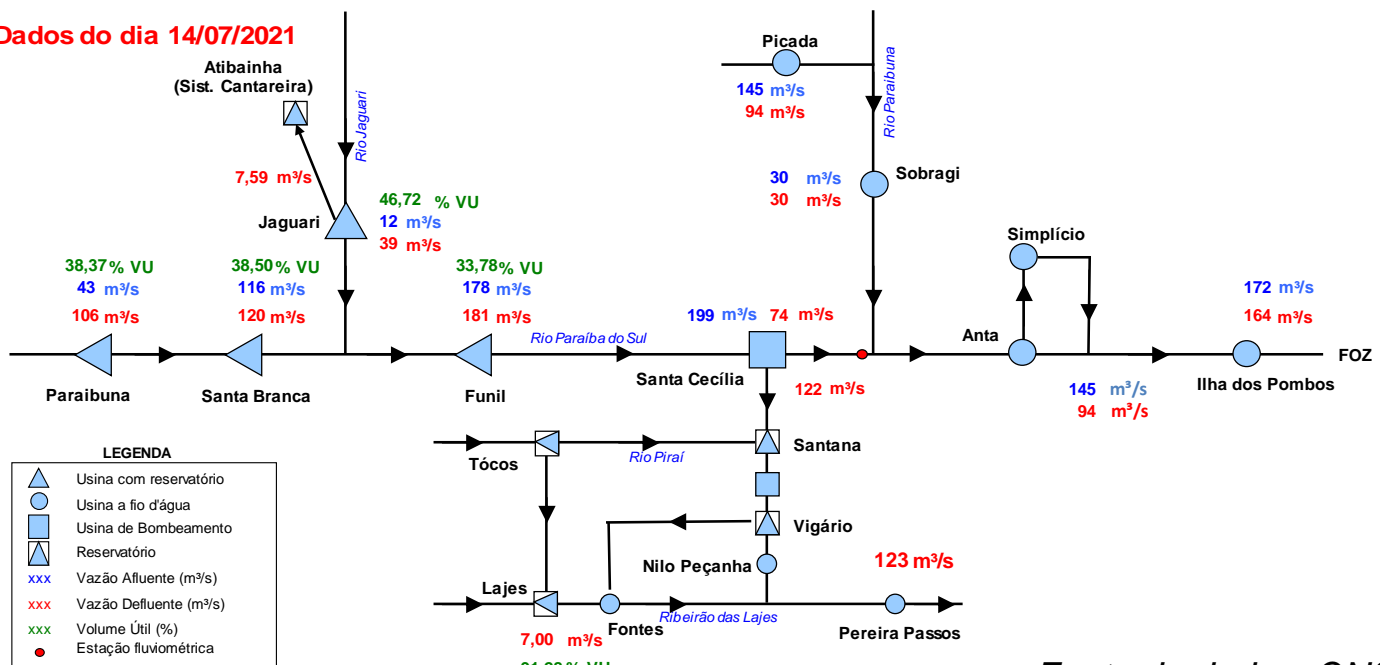 Dados do dia 14/07/2021
Atibainha
(Sist. Cantareira)
Rio Jaguari
7,59 m³/s
Jaguari
46,72 % VU
12 m³/s
39 m³/s
Picada
145 m³/s
94 m³/s
Rio Paraibuna
30 m³/s
30 m³/s
Sobragi
Simplício
38,37% VU
43 m³/s
106 m³/s
Paraibuna
38,50% VU
116 m³/s
120 m³/s
Santa Branca
33,78% VU
178 m³/s
181 m³/s
Funil
Rio Paraíba do Sul
199 m³/s 74 m³/s
Santa Cecília
122 m³/s
Anta
145 m³/s
94 m³/s
172 m³/s
164 m³/s
Ilha dos Pombos
FOZ
Tócos
Rio Piraí
Santana
Vigário
Nilo Peçanha
123 m³/s
Lajes
Fontes
Ribeirão das Lajes
Pereira Passos
7,00 m³/s
LEGENDA
Usina com reservatório
Usina a fio d'água
Usina de Bombeamento
Reservatório
xxx Vazão Afluente (m³/s)
xxx Vazão Defluente (m³/s)
xxx Volume Útil (%)
Estação fluviométrica